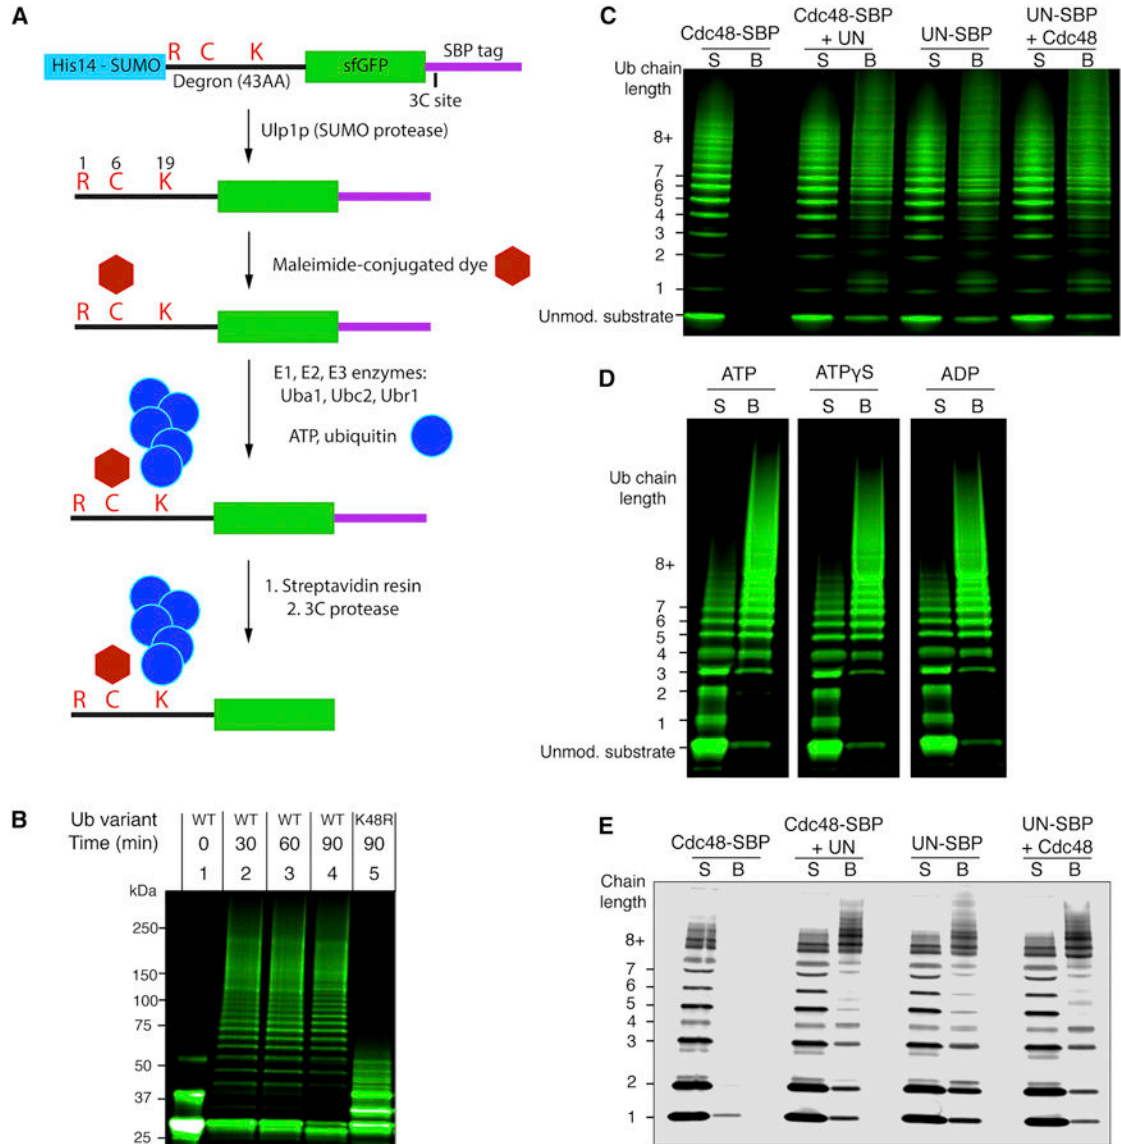 A
His14 - SUMO
R C K
Degron (43AA)
sfGFP
SBP tag
3C site
Ulp1p (SUMO protease)
1 6 19
R C K
Maleimide-conjugated dye
R C K
E1, E2, E3 enzymes:
Uba1, Ubc2, Ubr1
ATP, ubiquitin
R C K
1. Streptavidin resin
2. 3C protease
R C K
B
Ub variant WT WT WT WT K48R
Time (min) 0 30 60 90 90
1 2 3 4 5
kDa
250
150
100
75
50
37
25
C
Cdc48-SBP
Cdc48-SBP
+ UN
UN-SBP
UN-SBP
+ Cdc48
S B S B S B S B
Ub chain
length
8+
7
6
5
4
3
2
1
Unmod. substrate
D
ATP ATPγS ADP
S B S B S B
Ub chain
length
8+
7
6
5
4
3
2
1
Unmod. substrate
E
Cdc48-SBP
Cdc48-SBP
+ UN
UN-SBP
UN-SBP
+ Cdc48
S B S B S B S B
Chain
length
8+
7
6
5
4
3
2
1